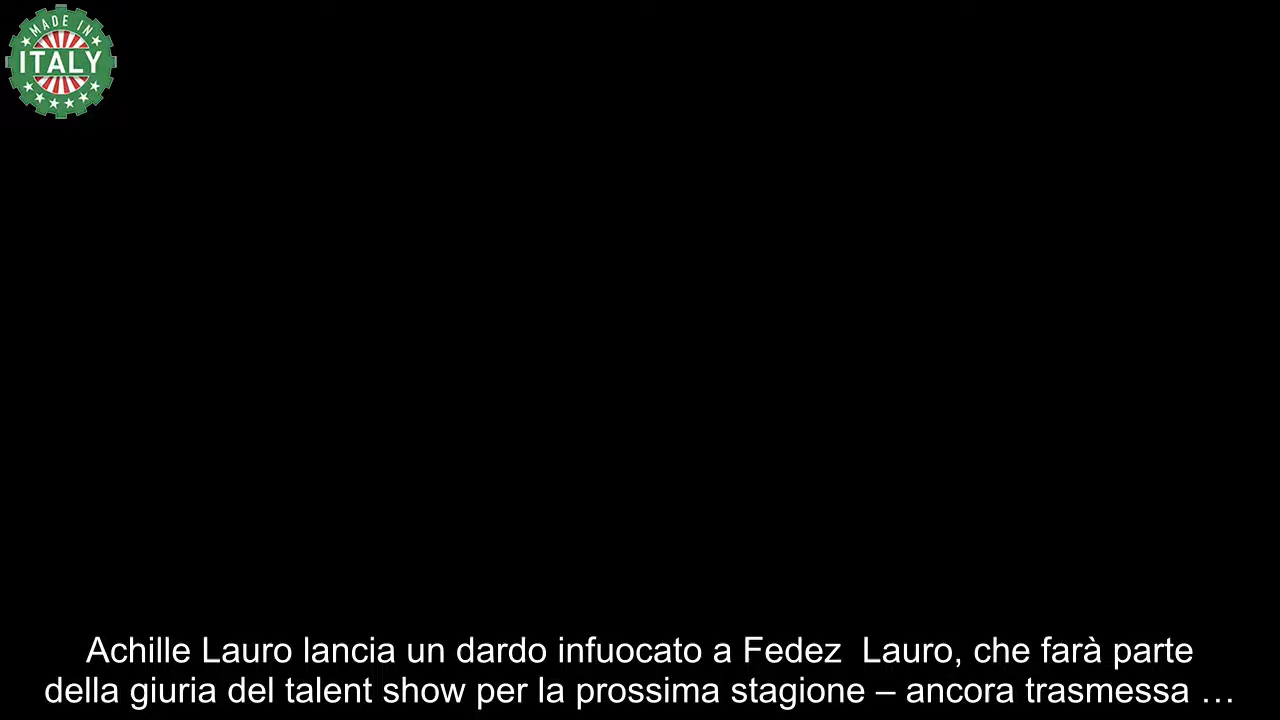 MADE IN
ITALY
Achille Lauro lancia un dardo infuocato a Fedez  Lauro, che farà parte
della giuria del talent show per la prossima stagione – ancora trasmessa …